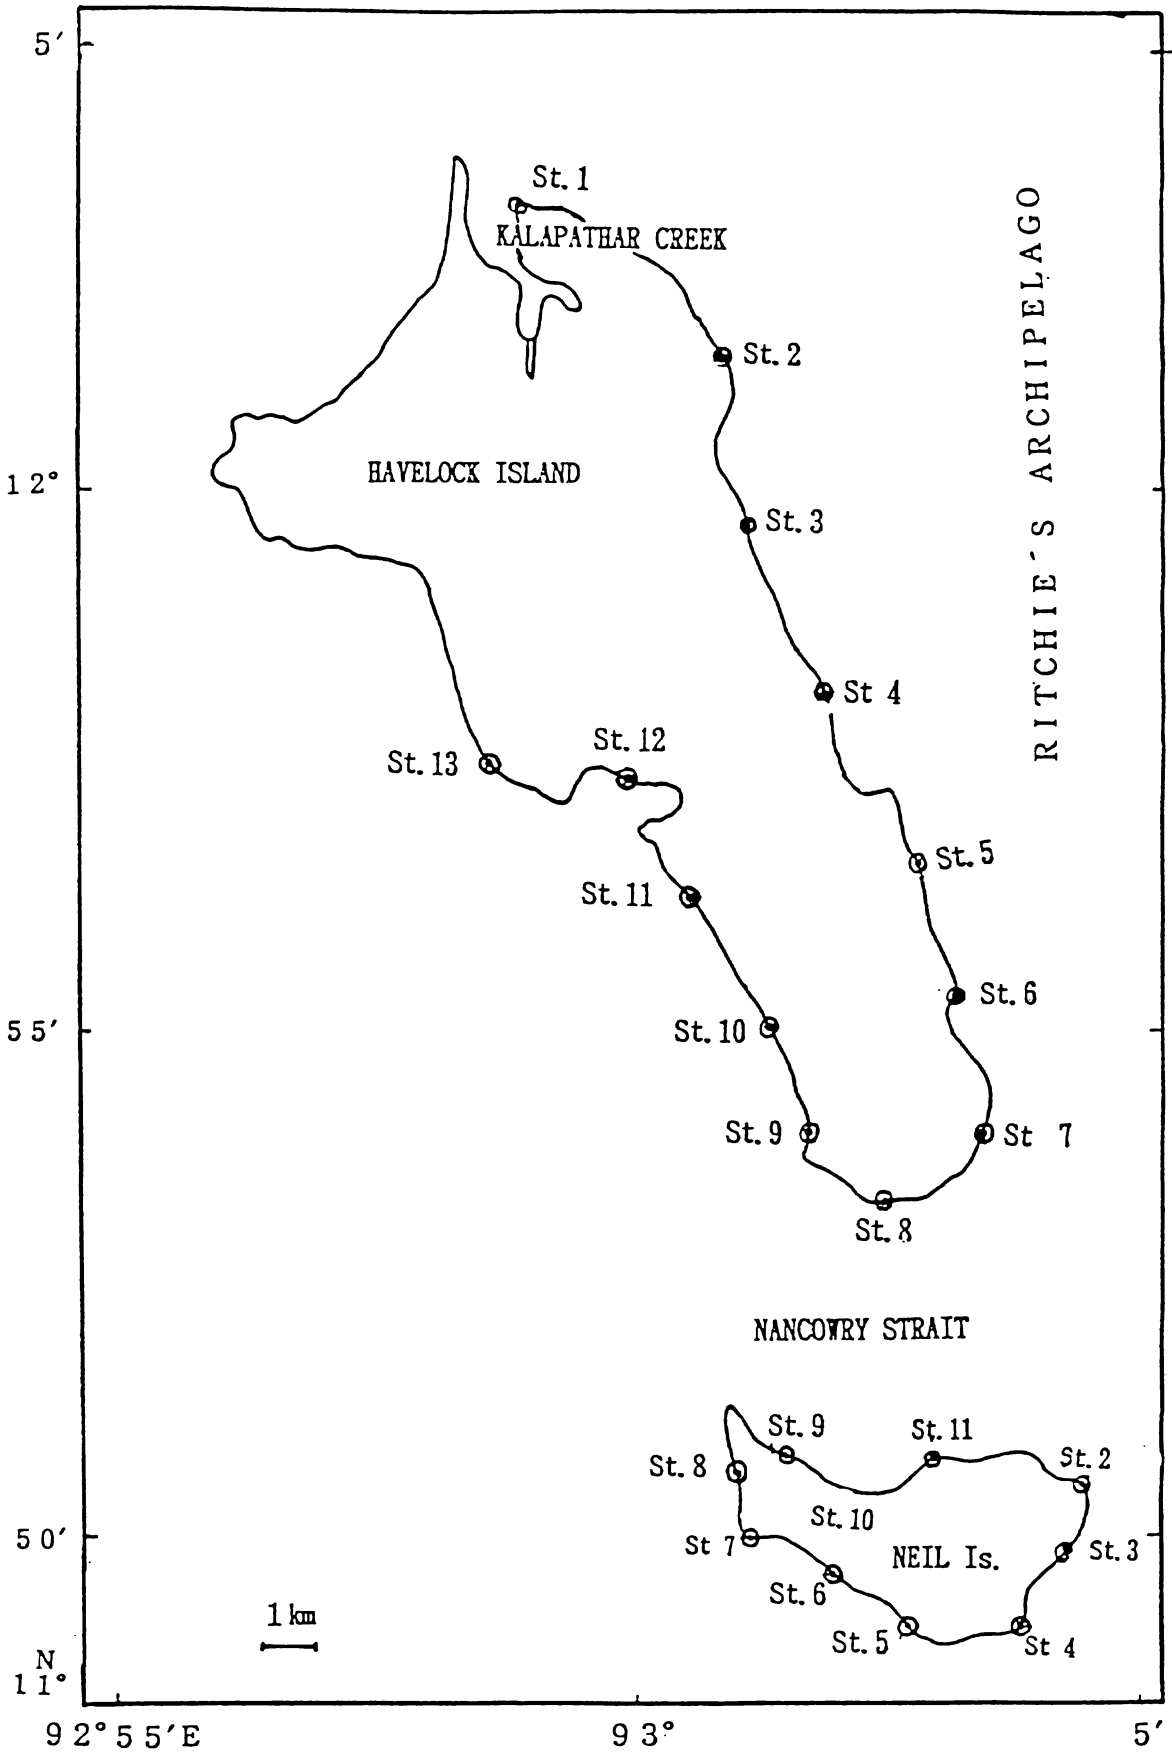 5′
St. 1
KALAPATHAR CREEK
RITCHIE´S ARCHIPELAGO
St. 2
HAVELOCK ISLAND
12°
St. 3
St 4
St. 12
St. 13
St. 5
St. 11
St. 6
55′
St. 10
St. 9
St 7
St. 8
NANCOWRY STRAIT
St. 9
St. 11
St. 8
St. 2
St. 10
50′
St 7
NEIL Is.
St. 3
St. 6
1 km
St. 5
St 4
N
11°
92°55′E
93°
5′